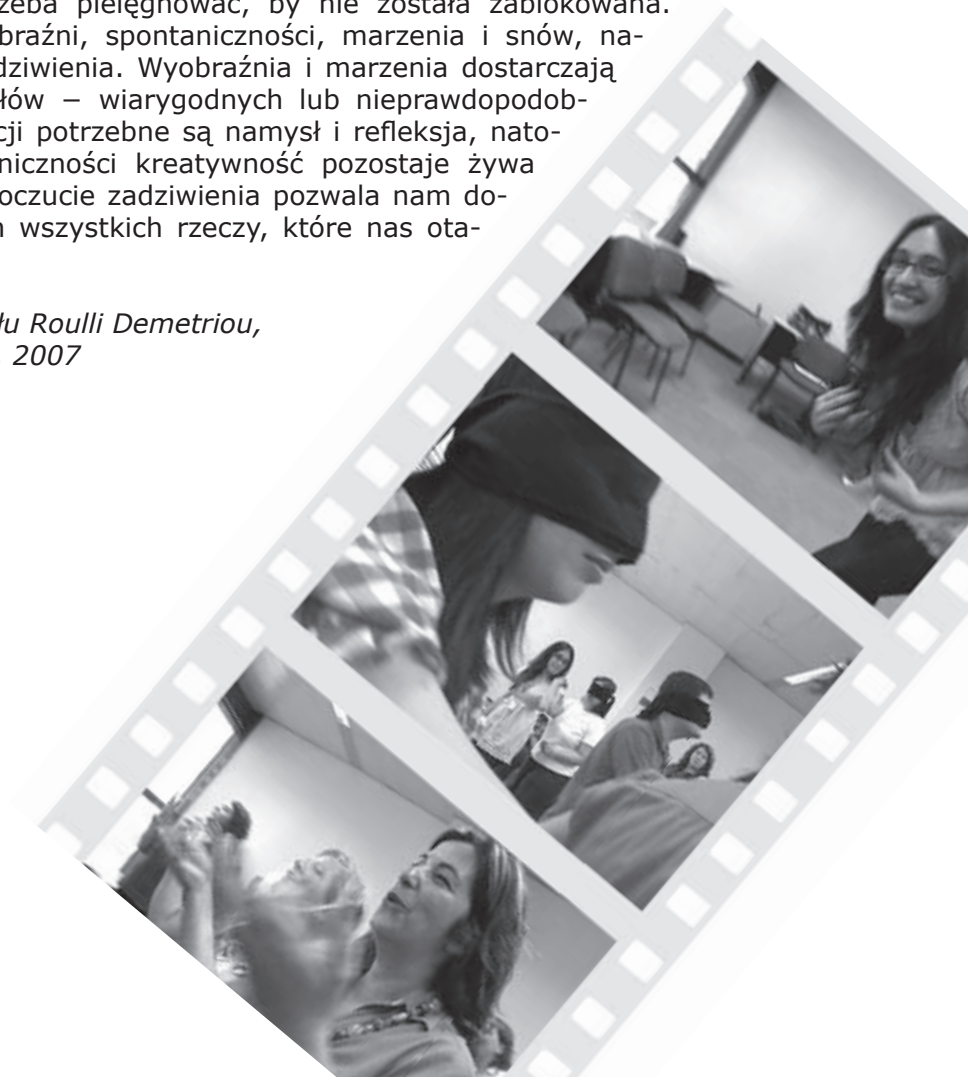 zeba pielęgnować, by nie została zablokowana.
braźni, spontaniczności, marzenia i snów, na-
dziwienia. Wyobraźnia i marzenia dostarczają
łów − wiarygodnych lub nieprawdopodob-
cji potrzebne są namysł i refleksja, nato-
niczności kreatywność pozostaje żywa
oczucie zadziwienia pozwala nam do-
wszystkich rzeczy, które nas ota-
łu Roulli Demetriou,
2007